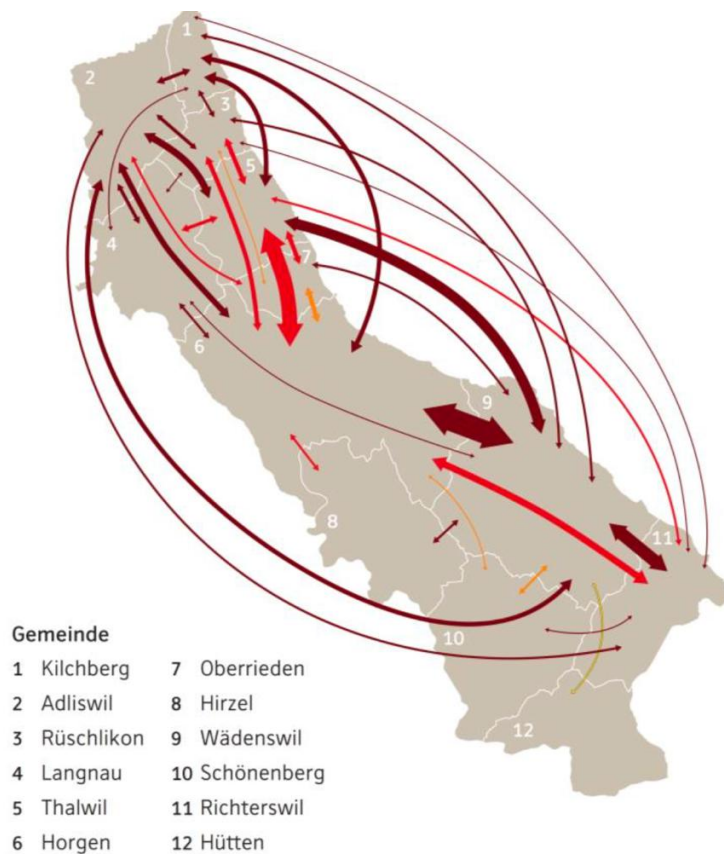 1
2
3
5
4
7
6
9
8
11
10
12
Gemeinde
1 Kilchberg 7 Oberrieden
2 Adliswil 8 Hirzel
3 Rüschlikon 9 Wädenswil
4 Langnau 10 Schönenberg
5 Thalwil 11 Richterswil
6 Horgen 12 Hütten